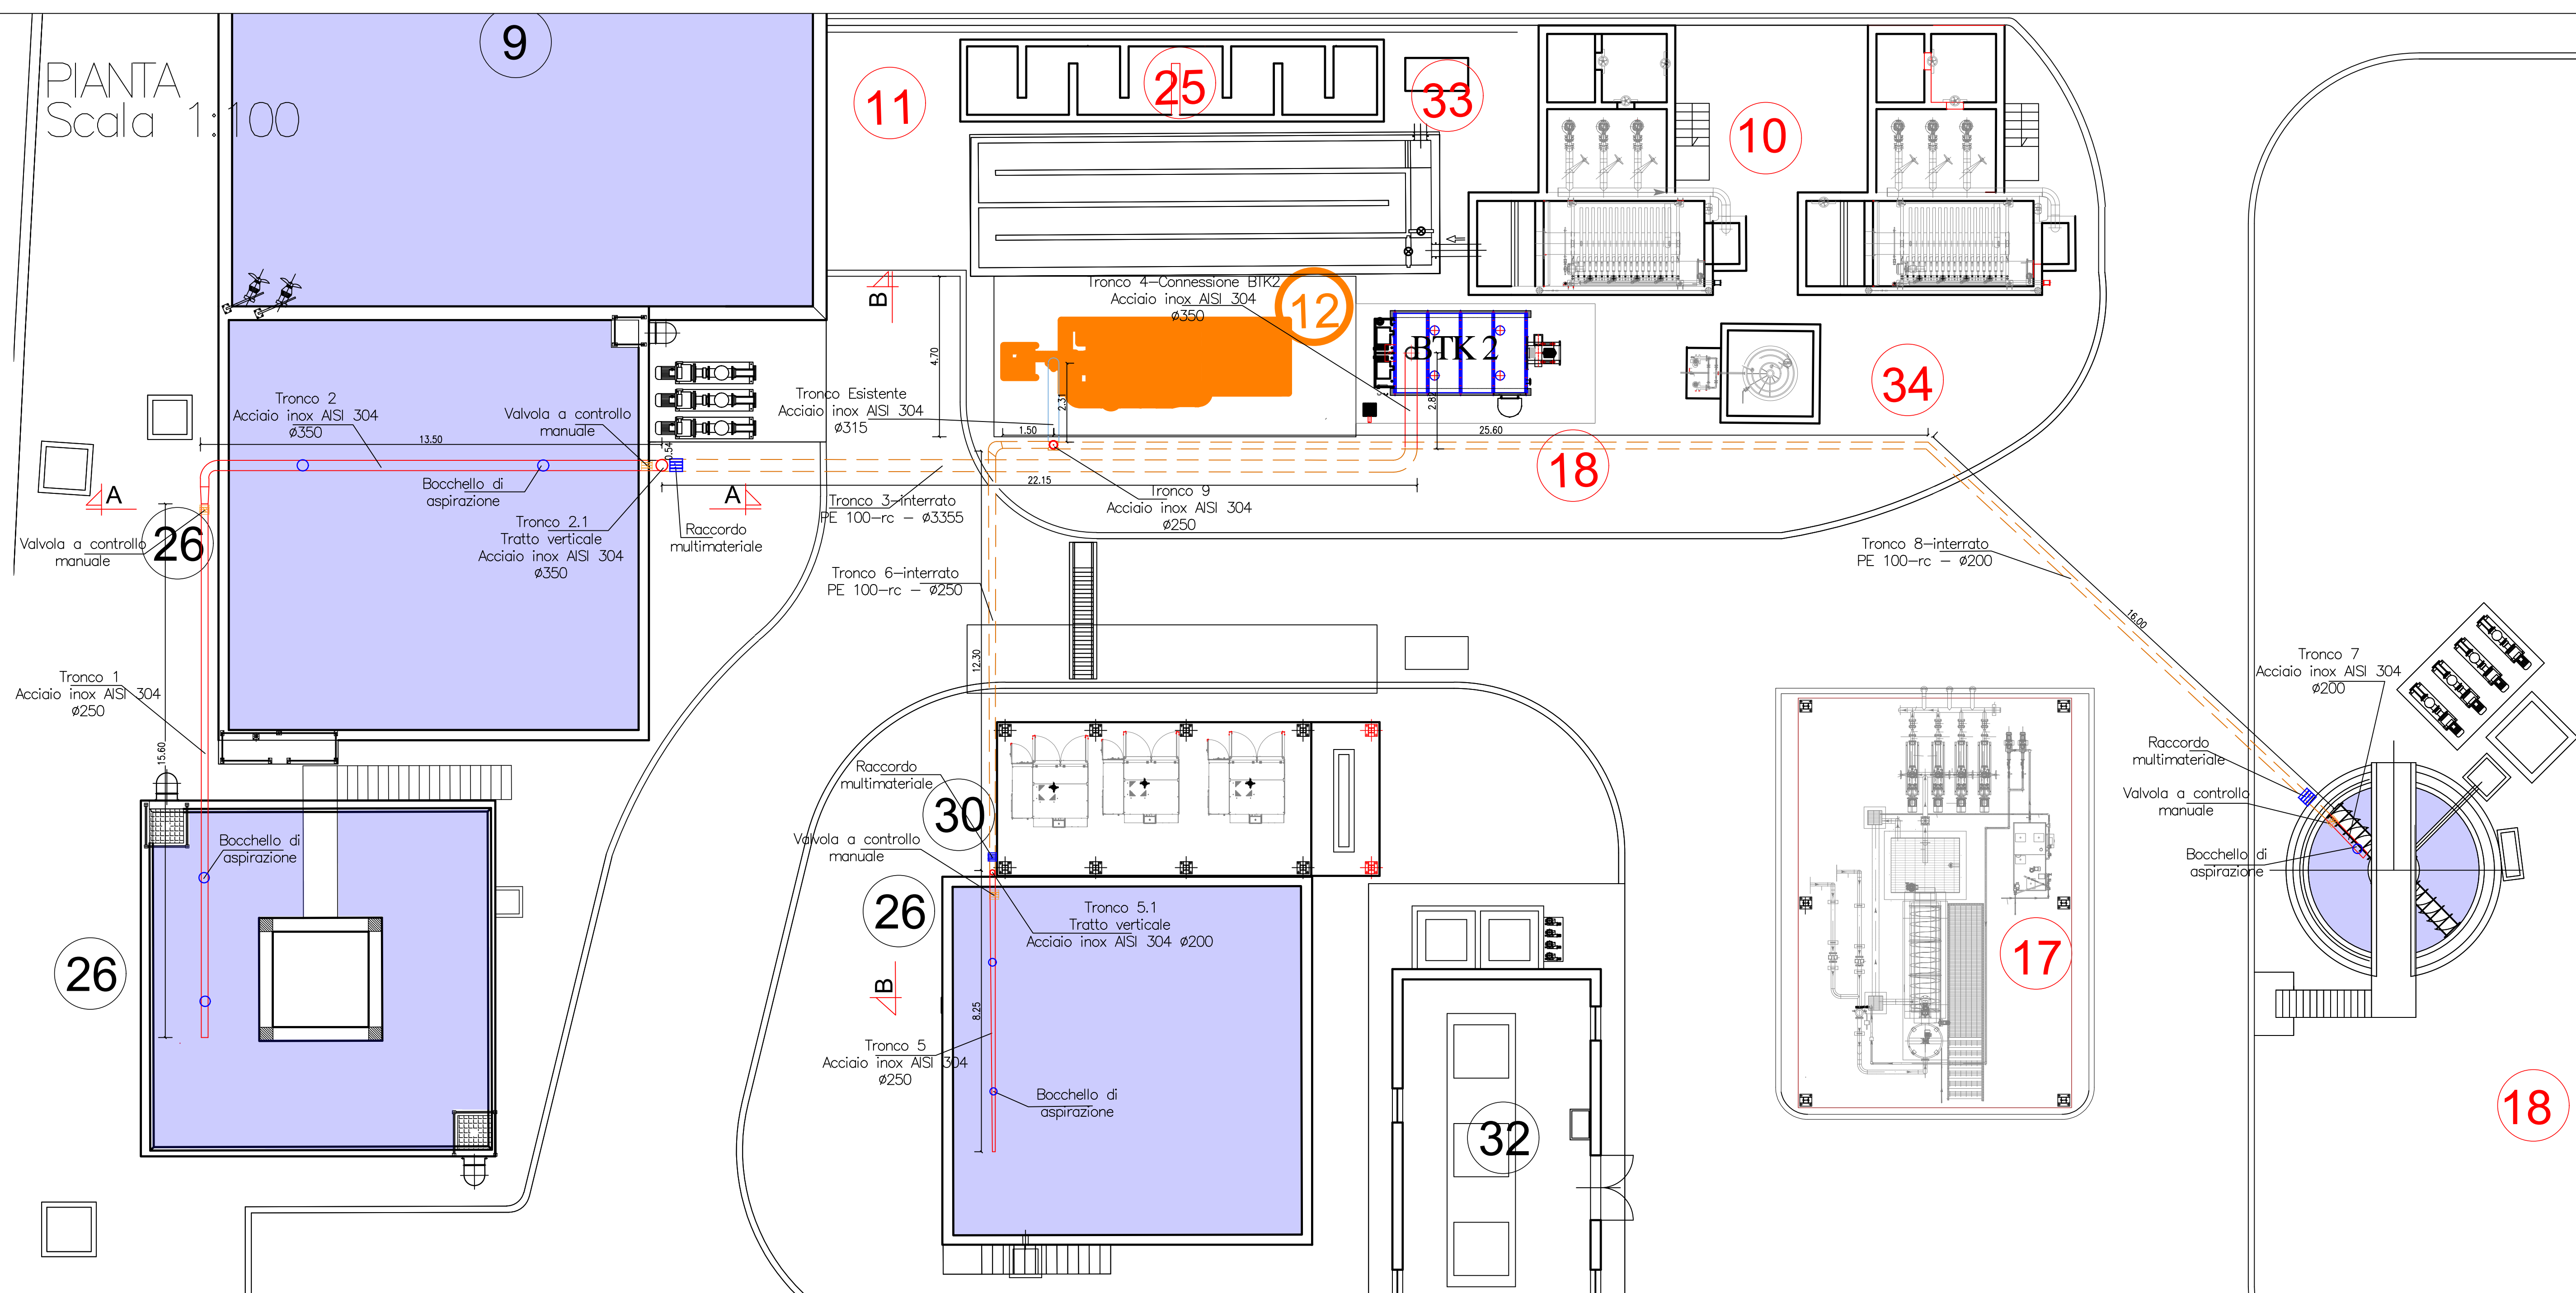 PIANTA
Scala 1:100
9
11
25
33
10
12
Tronco 4-Connessione BTK2
Acciaio inox AISI 304
ø350
BTK 2
34
B
4.70
2.31
2.82
Tronco 2
Acciaio inox AISI 304
ø350
Valvola a controllo
manuale
Tronco Esistente
Acciaio inox AISI 304
ø315
13.50
0.54
1.50
25.60
18
22.15
Bocchello di
aspirazione
A
A
26
Valvola a controllo
manuale
Tronco 2.1
Tratto verticale
Acciaio inox AISI 304
ø350
Raccordo
multimateriale
Tronco 3-interrato
PE 100-rc - ø3355
Tronco 9
Acciaio inox AISI 304
ø250
Tronco 6-interrato
PE 100-rc - ø250
Tronco 8-interrato
PE 100-rc - ø200
16.00
12.30
Tronco 1
Acciaio inox AISI 304
ø250
15.60
Tronco 7
Acciaio inox AISI 304
ø200
Raccordo
multimateriale
Valvola a controllo
manuale
Bocchello di
aspirazione
Raccordo
multimateriale
30
Valvola a controllo
manuale
Bocchello di
aspirazione
26
26
Tronco 5.1
Tratto verticale
Acciaio inox AISI 304 ø200
B
8.25
17
Tronco 5
Acciaio inox AISI 304
ø250
Bocchello di
aspirazione
32
18